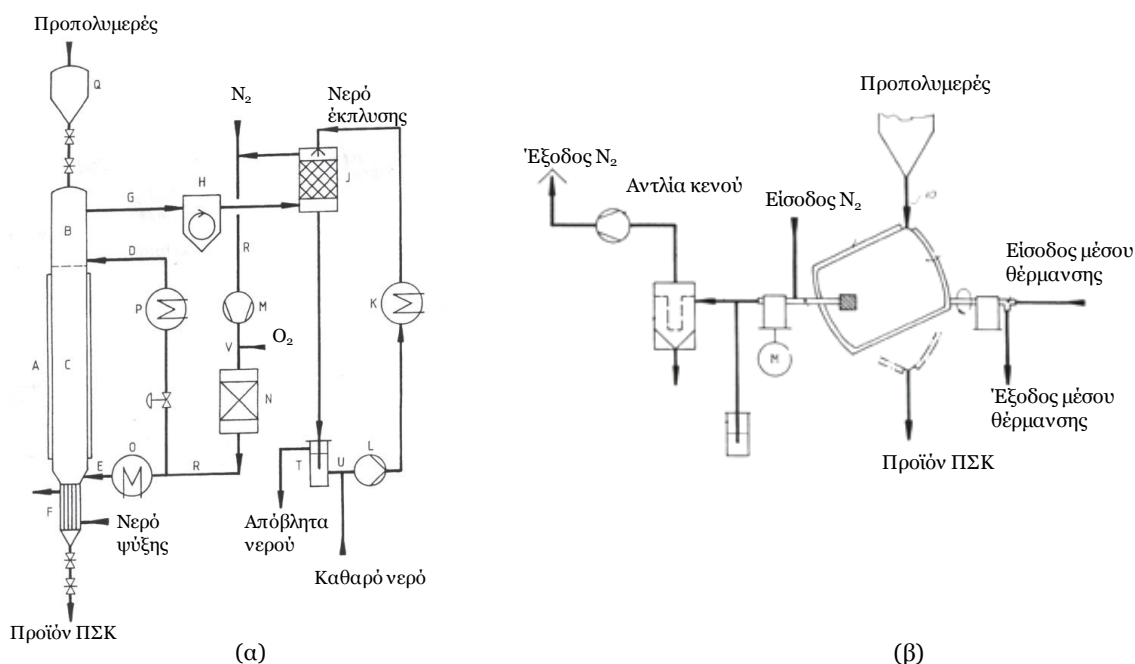 Προπολυμερές
Q
N₂
Νερό
έκπλυσης
H
J
G
B
D
R
P
M
K
O₂
V
A
C
N
O
E
R
T
U
L
F
Νερό
ψύξης
Απόβλητα
νερού
Καθαρό νερό
Προϊόν ΠΣΚ
(α)
Προπολυμερές
Έξοδος N₂
Αντλία κενού
Είσοδος N₂
Είσοδος μέσου
θέρμανσης
M
Έξοδος μέσου
θέρμανσης
Προϊόν ΠΣΚ
(β)